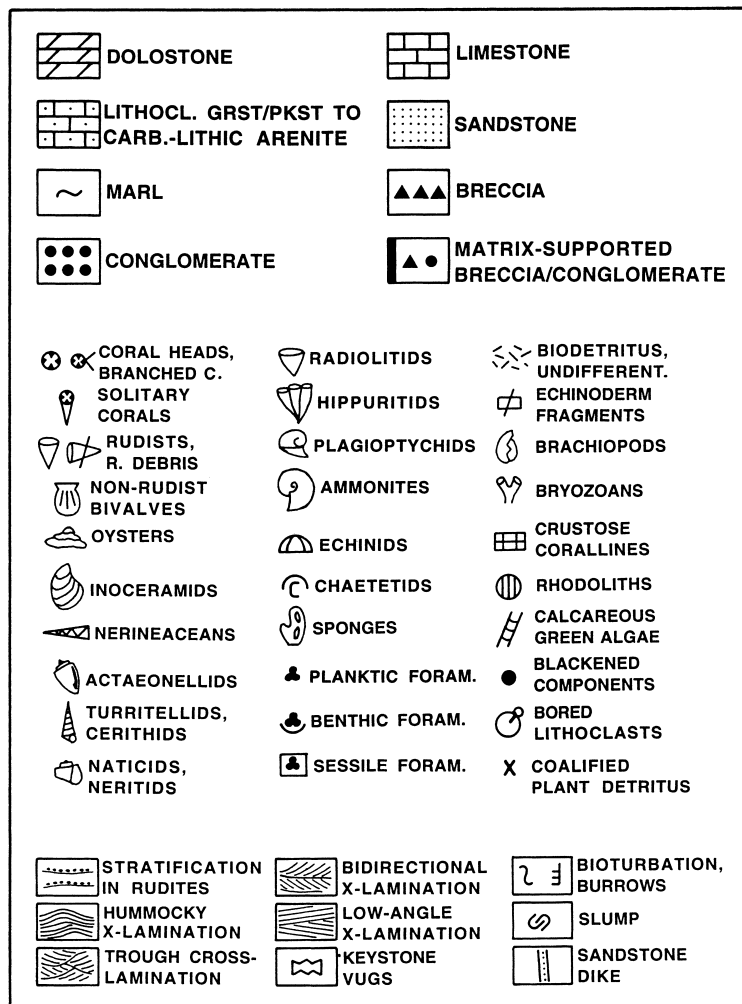 DOLOSTONE
LIMESTONE
LITHOCL. GRST/PKST TO
CARB.-LITHIC ARENITE
SANDSTONE
MARL
BRECCIA
CONGLOMERATE
MATRIX-SUPPORTED
BRECCIA/CONGLOMERATE
CORAL HEADS,
BRANCHED C.
SOLITARY
CORALS
RUDISTS,
R. DEBRIS
NON-RUDIST
BIVALVES
OYSTERS
INOCERAMIDS
NERINEACEANS
ACTAEONELLIDS
TURRITELLIDS,
CERITHIDS
NATICIDS,
NERITIDS
RADIOLITIDS
HIPPURITIDS
PLAGIOPTYCHIDS
AMMONITES
ECHINIDS
CHAETETIDS
SPONGES
PLANKTIC FORAM.
BENTHIC FORAM.
SESSILE FORAM.
BIODETRITUS,
UNDIFFERENT.
ECHINODERM
FRAGMENTS
BRACHIOPODS
BRYOZOANS
CRUSTOSE
CORALLINES
RHODOLITHS
CALCAREOUS
GREEN ALGAE
BLACKENED
COMPONENTS
BORED
LITHOCLASTS
X COALIFIED
PLANT DETRITUS
STRATIFICATION
IN RUDITES
HUMMOCKY
X-LAMINATION
TROUGH CROSS-
LAMINATION
BIDIRECTIONAL
X-LAMINATION
LOW-ANGLE
X-LAMINATION
KEYSTONE
VUGS
BIOTURBATION,
BURROWS
SLUMP
SANDSTONE
DIKE